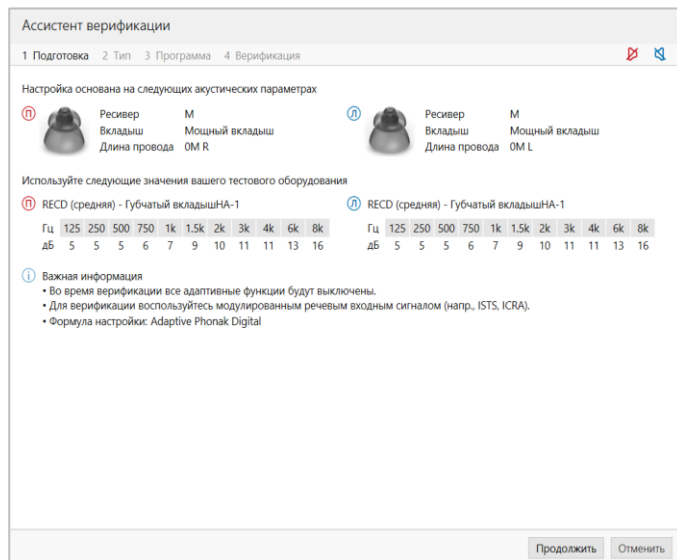 Ассистент верификации
1 Подготовка 2 Тип 3 Программа 4 Верификация
Настройка основана на следующих акустических параметрах
П Ресивер M
Вкладыш Мощный вкладыш
Длина провода 0M R
Л Ресивер M
Вкладыш Мощный вкладыш
Длина провода 0M L
Используйте следующие значения вашего тестового оборудования
П RECD (средняя) - Губчатый вкладышHA-1
Гц 125 250 500 750 1k 1.5k 2k 3k 4k 6k 8k
дБ 5 5 5 6 7 9 10 11 11 13 16
Л RECD (средняя) - Губчатый вкладышHA-1
Гц 125 250 500 750 1k 1.5k 2k 3k 4k 6k 8k
дБ 5 5 5 6 7 9 10 11 11 13 16
i Важная информация
• Во время верификации все адаптивные функции будут выключены.
• Для верификации воспользуйтесь модулированным речевым входным сигналом (напр., ISTS, ICRA).
• Формула настройки: Adaptive Phonak Digital
Продолжить Отменить